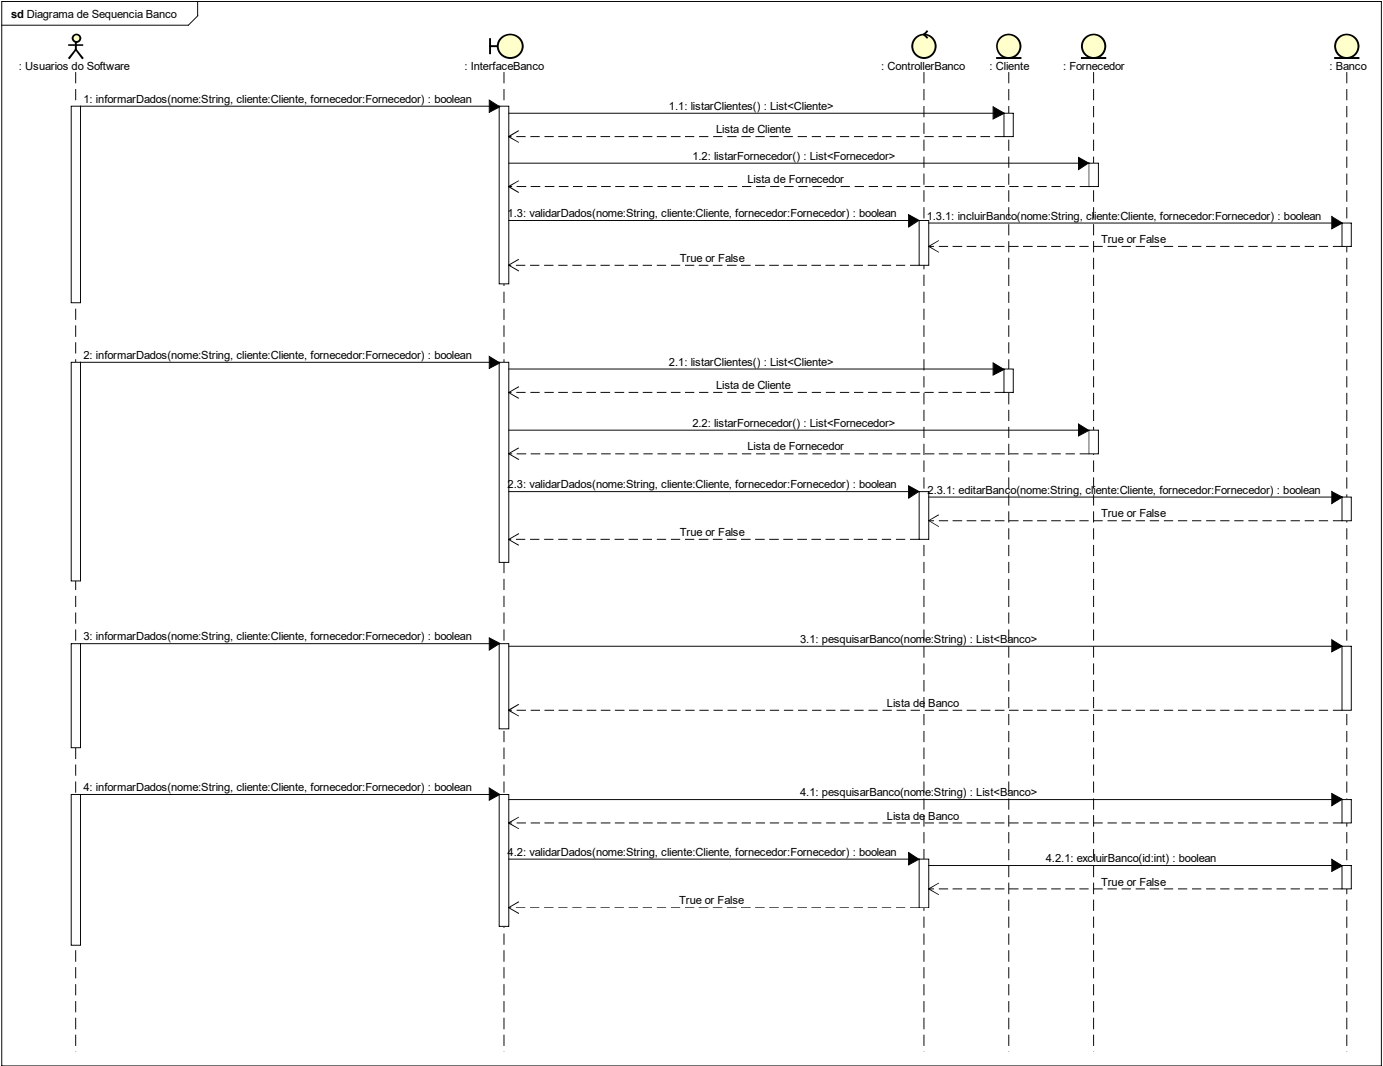 sd Diagrama de Sequencia Banco
: Usuarios do Software
: InterfaceBanco
: ControllerBanco
: Cliente
: Fornecedor
: Banco
1: informarDados(nome:String, cliente:Cliente, fornecedor:Fornecedor) : boolean
1.1: listarClientes() : List<Cliente>
Lista de Cliente
1.2: listarFornecedor() : List<Fornecedor>
Lista de Fornecedor
1.3: validarDados(nome:String, cliente:Cliente, fornecedor:Fornecedor) : boolean
1.3.1: incluirBanco(nome:String, cliente:Cliente, fornecedor:Fornecedor) : boolean
True or False
True or False
2: informarDados(nome:String, cliente:Cliente, fornecedor:Fornecedor) : boolean
2.1: listarClientes() : List<Cliente>
Lista de Cliente
2.2: listarFornecedor() : List<Fornecedor>
Lista de Fornecedor
2.3: validarDados(nome:String, cliente:Cliente, fornecedor:Fornecedor) : boolean
2.3.1: editarBanco(nome:String, cliente:Cliente, fornecedor:Fornecedor) : boolean
True or False
True or False
3: informarDados(nome:String, cliente:Cliente, fornecedor:Fornecedor) : boolean
3.1: pesquisarBanco(nome:String) : List<Banco>
Lista de Banco
4: informarDados(nome:String, cliente:Cliente, fornecedor:Fornecedor) : boolean
4.1: pesquisarBanco(nome:String) : List<Banco>
Lista de Banco
4.2: validarDados(nome:String, cliente:Cliente, fornecedor:Fornecedor) : boolean
4.2.1: excluirBanco(id:int) : boolean
True or False
True or False